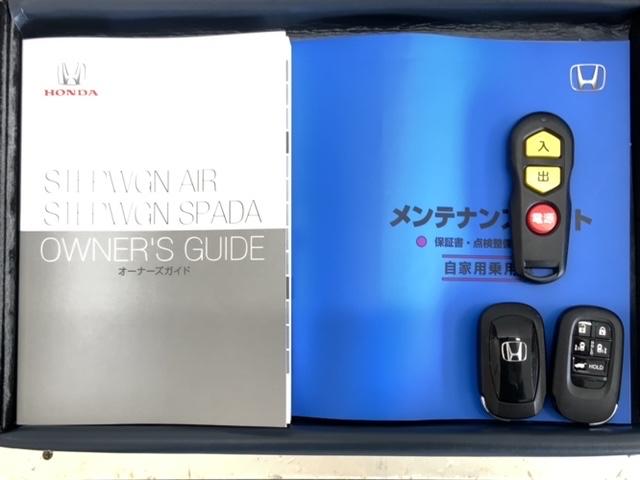 HONDA
STEPWGN AIR
STEPWGN SPADA
OWNER'S GUIDE
オーナーズガイド
メンテナンス
ト
保証書・点検整備
自家用乗用
入
出
電源
HOLD